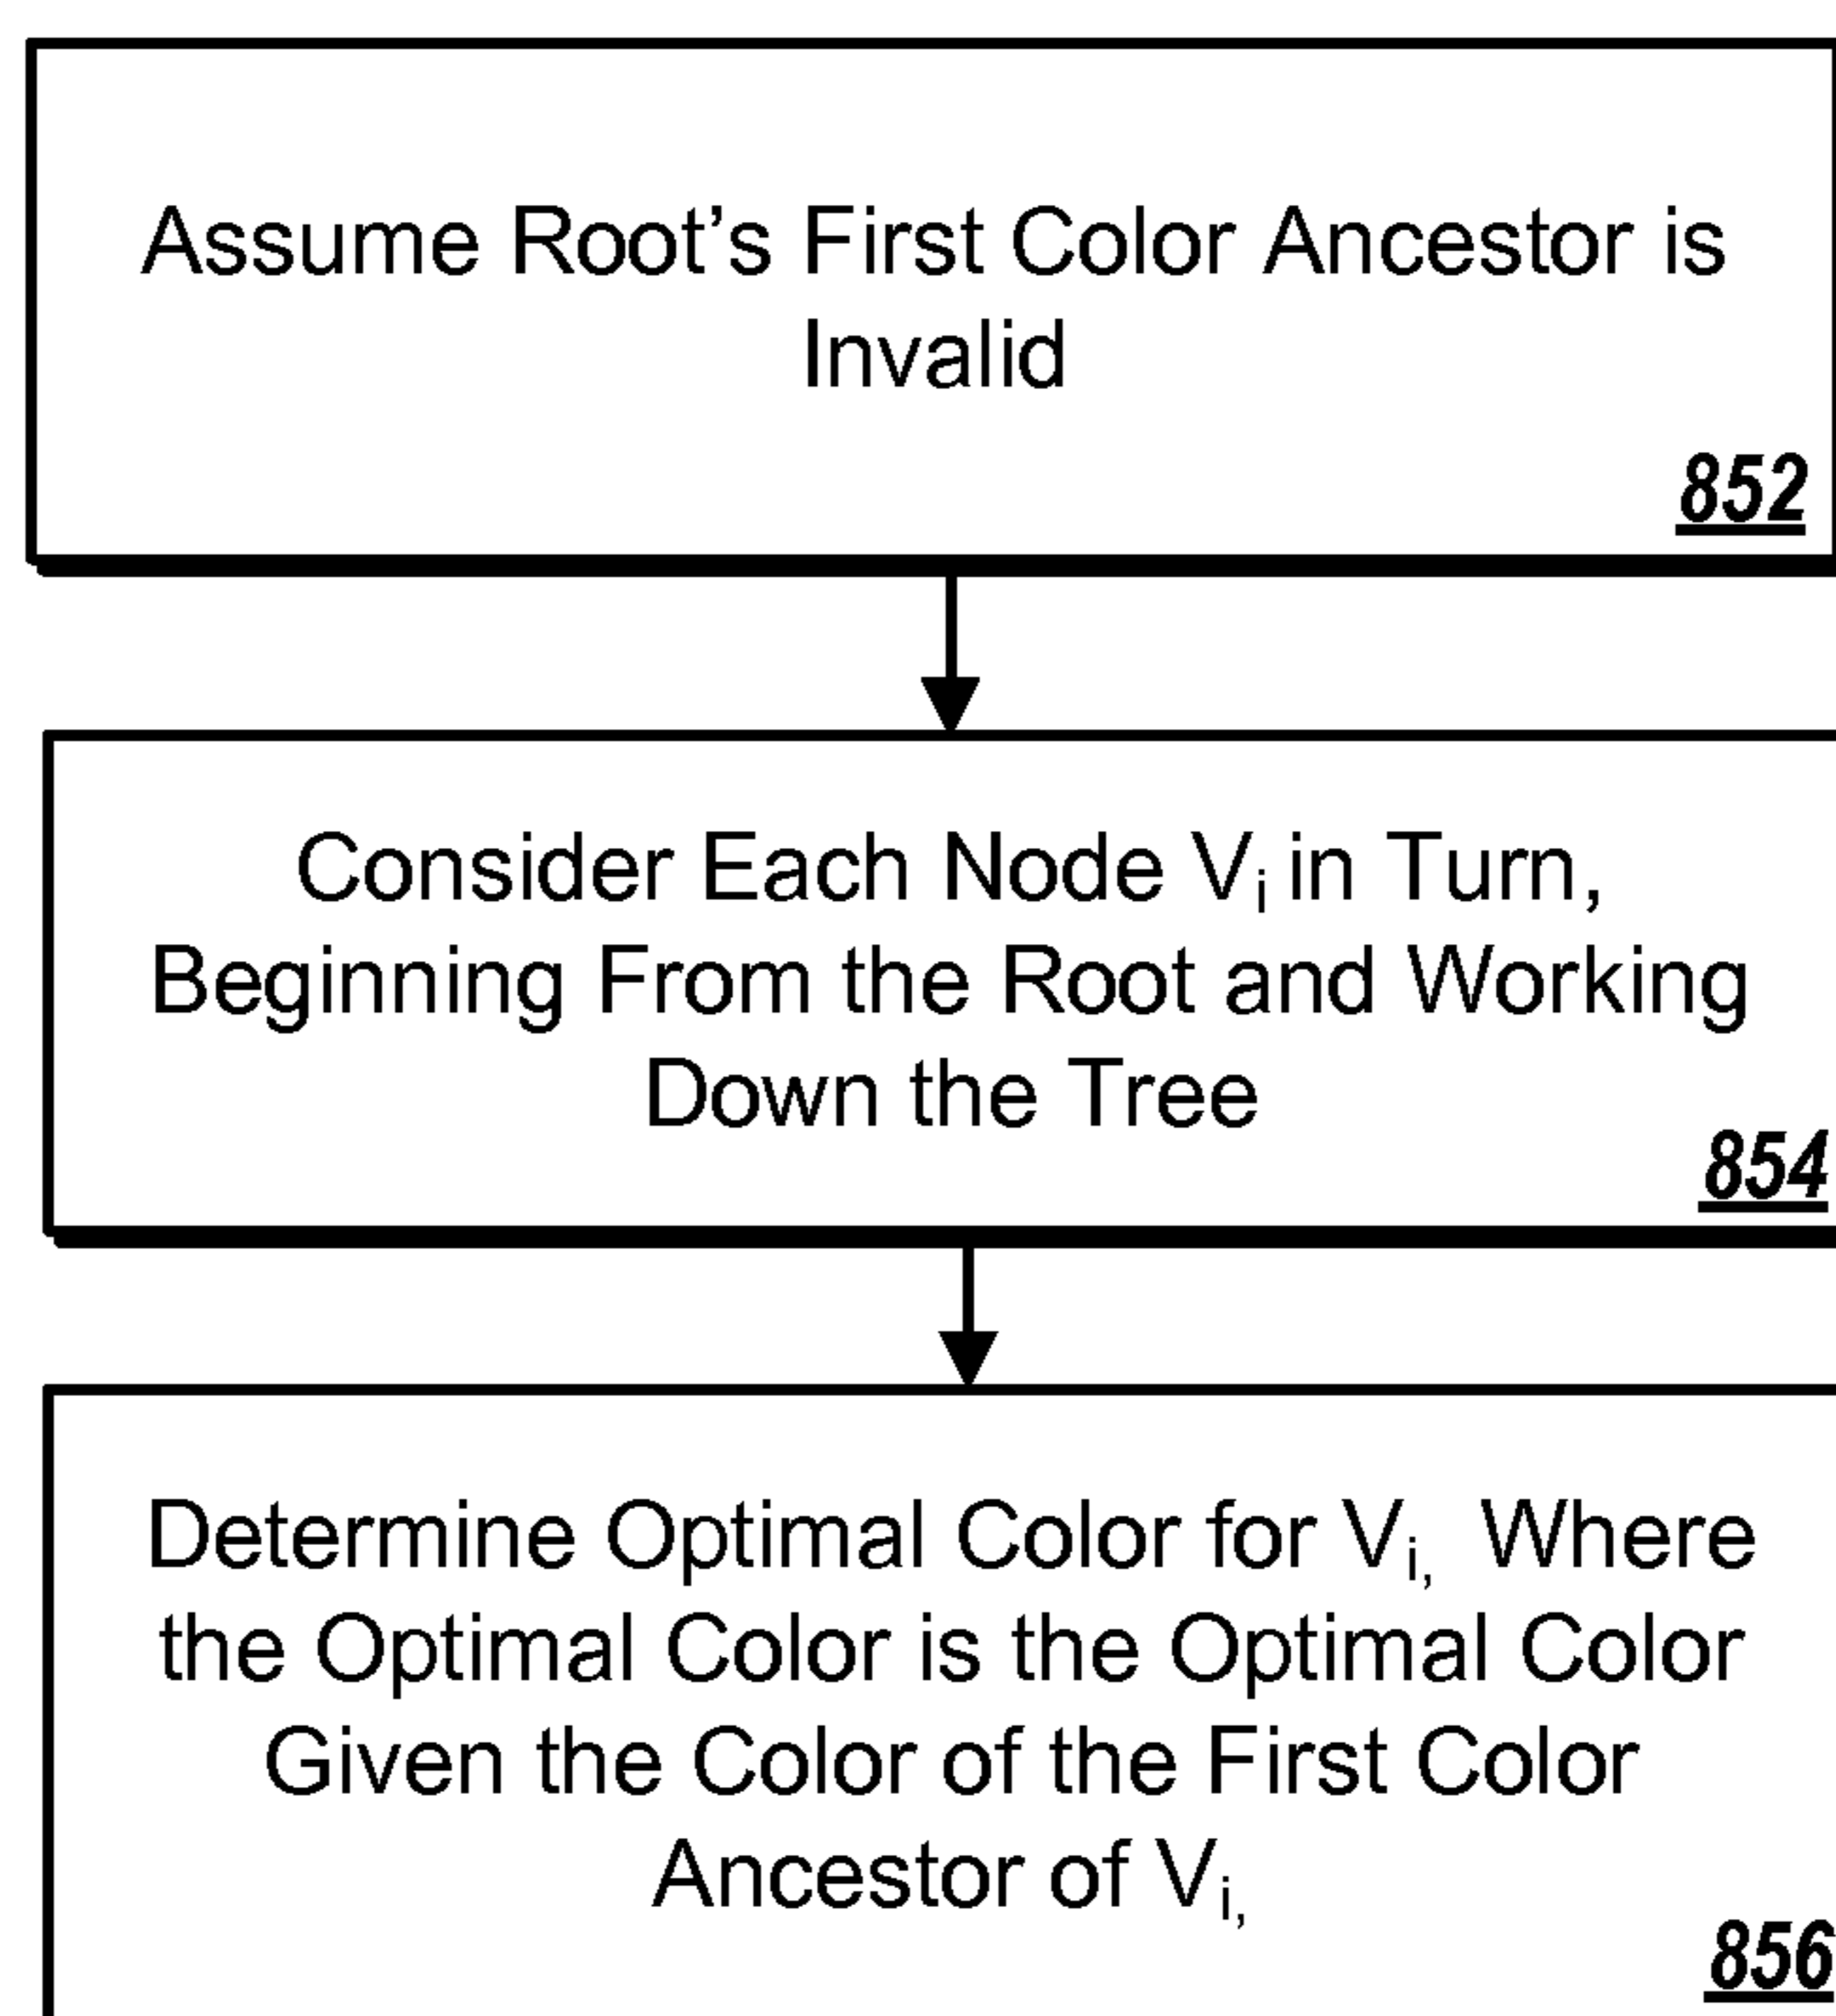 Assume Root’s First Color Ancestor is
Invalid
852
Consider Each Node Vi in Turn,
Beginning From the Root and Working
Down the Tree
854
Determine Optimal Color for Vi, Where
the Optimal Color is the Optimal Color
Given the Color of the First Color
Ancestor of Vi,
856